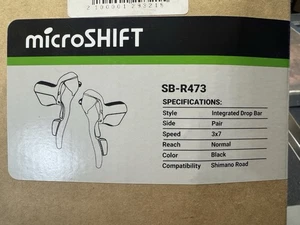 microSHIFT
SB-R473
SPECIFICATIONS:
Style Integrated Drop Bar
Side Pair
Speed 3x7
Reach Normal
Color Black
Compatibility Shimano Road